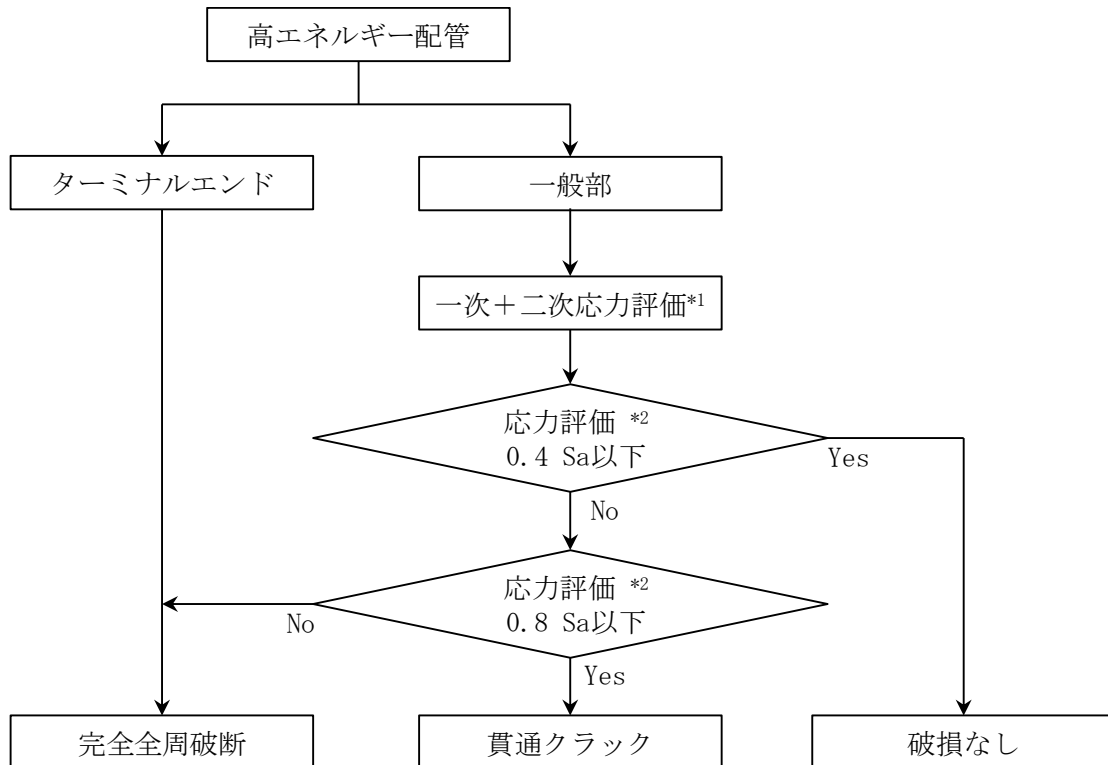 高エネルギー配管
ターミナルエンド
一般部
一次＋二次応力評価*1
応力評価 *2
0.4 Sa以下
Yes
No
応力評価 *2
0.8 Sa以下
No
Yes
完全全周破断
貫通クラック
破損なし